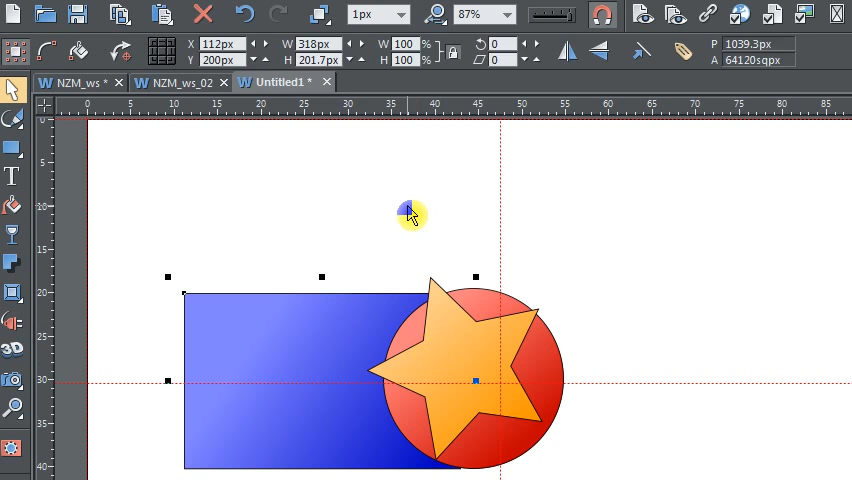 1px 87%
X 112px W 318px W 100 % 0 P 1039.3px
Y 200px H 201.7px H 100 % 0 A 64120sqpx
NZM_ws * NZM_ws_02 Untitled1 *
0 5 10 15 20 25 30 35 40 45 50 55 60 65 70 75 80 85
0
5
10
15
20
25
30
35
40
T
3D